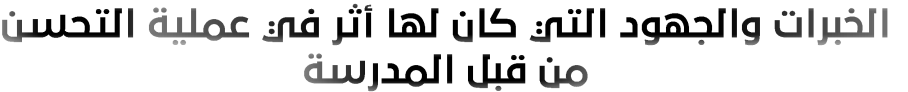 الخبرات والجهود التي كان لها أثر في عملية التحسن
من قبل المدرسة